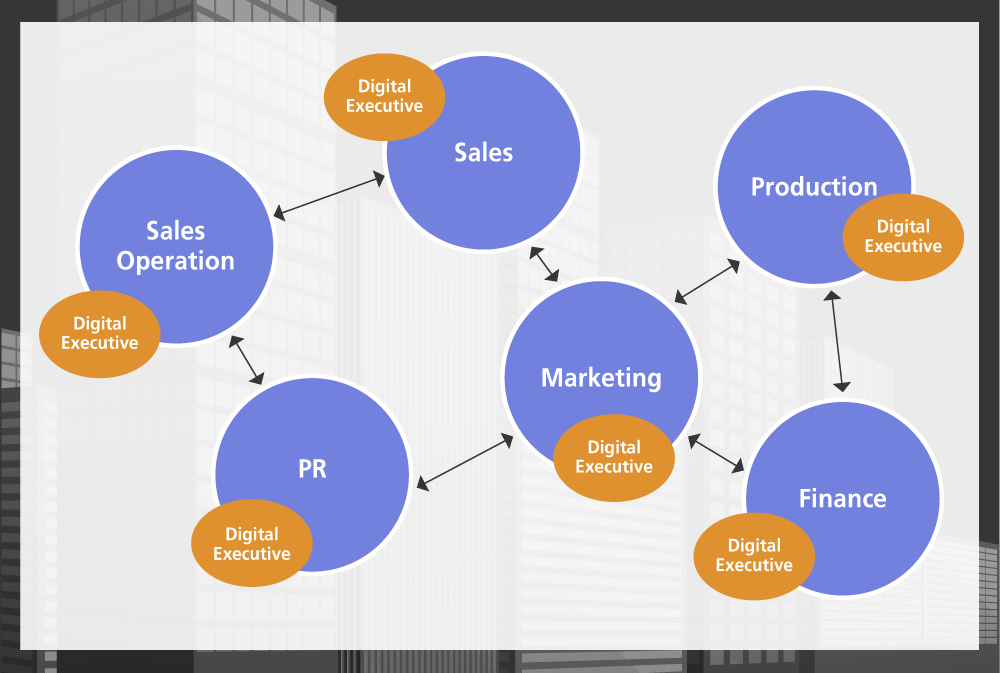 Digital
Executive
Sales
Production
Digital
Executive
Sales
Operation
Digital
Executive
Marketing
Digital
Executive
PR
Digital
Executive
Finance
Digital
Executive